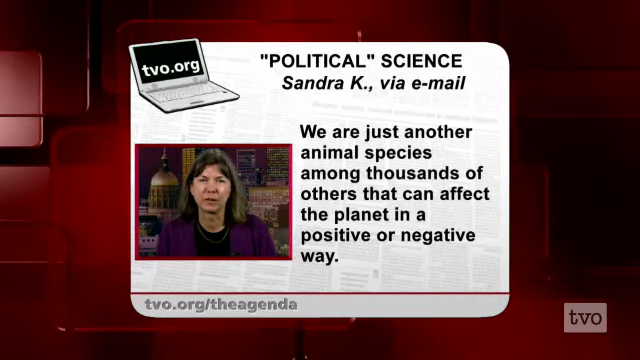 tvo.org
"POLITICAL" SCIENCE
Sandra K., via e-mail
We are just another
animal species
among thousands of
others that can affect
the planet in a
positive or negative
way.
tvo.org/theagenda
tvo